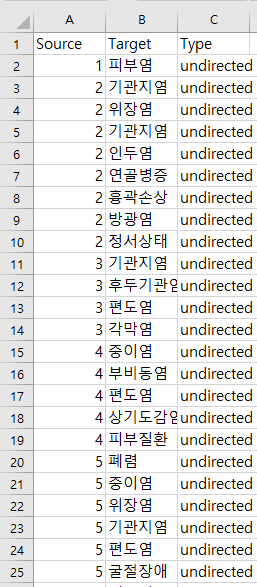 A B C
1 Source Target Type
2 1 피부염 undirected
3 2 기관지염 undirected
4 2 위장염 undirected
5 2 기관지염 undirected
6 2 인두염 undirected
7 2 연골병증 undirected
8 2 흉곽손상 undirected
9 2 방광염 undirected
10 2 정서상태 undirected
11 3 기관지염 undirected
12 3 후두기관염 undirected
13 3 편도염 undirected
14 3 각막염 undirected
15 4 중이염 undirected
16 4 부비동염 undirected
17 4 편도염 undirected
18 4 상기도감염 undirected
19 4 피부질환 undirected
20 5 폐렴 undirected
21 5 중이염 undirected
22 5 위장염 undirected
23 5 기관지염 undirected
24 5 편도염 undirected
25 5 굴절장애 undirected